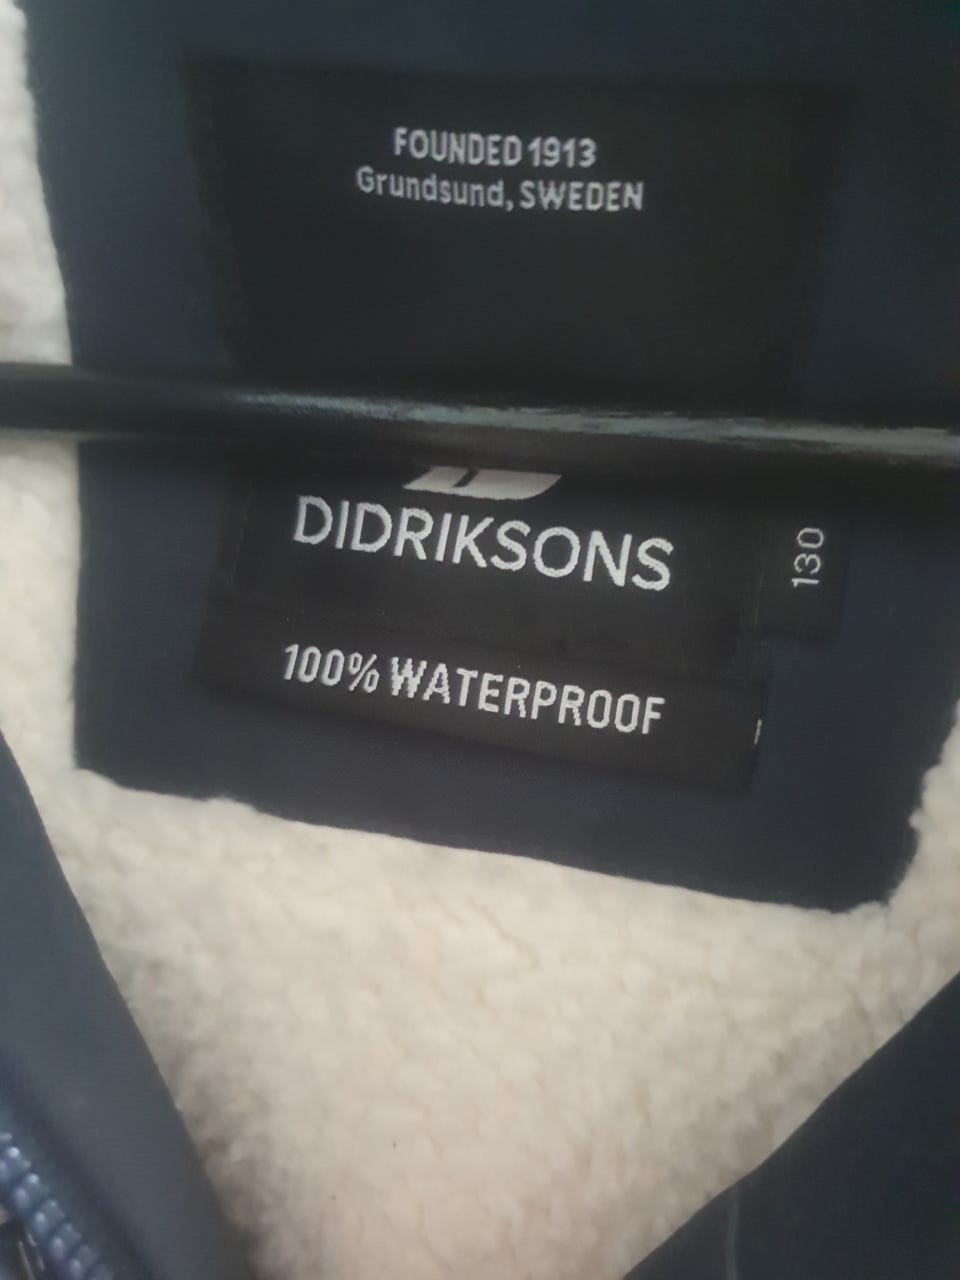 FOUNDED 1913
Grundsund, SWEDEN
DIDRIKSONS
130
100% WATERPROOF